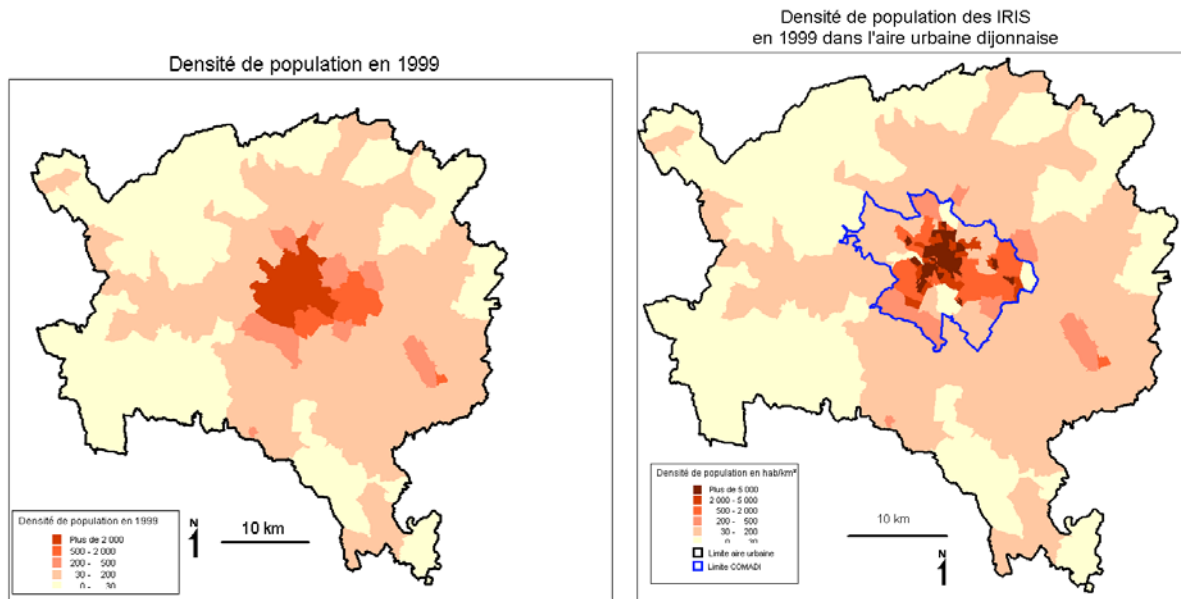 Densité de population en 1999
Densité de population en 1999
Plus de 2 000
500 - 2 000
200 - 500
30 - 200
0 - 30
N
10 km
Densité de population des IRIS
en 1999 dans l'aire urbaine dijonnaise
Densité de population en hab/km²
Plus de 5 000
2 000 - 5 000
500 - 2 000
200 - 500
30 - 200
0 - 30
Limite aire urbaine
Limite COMADI
10 km
N